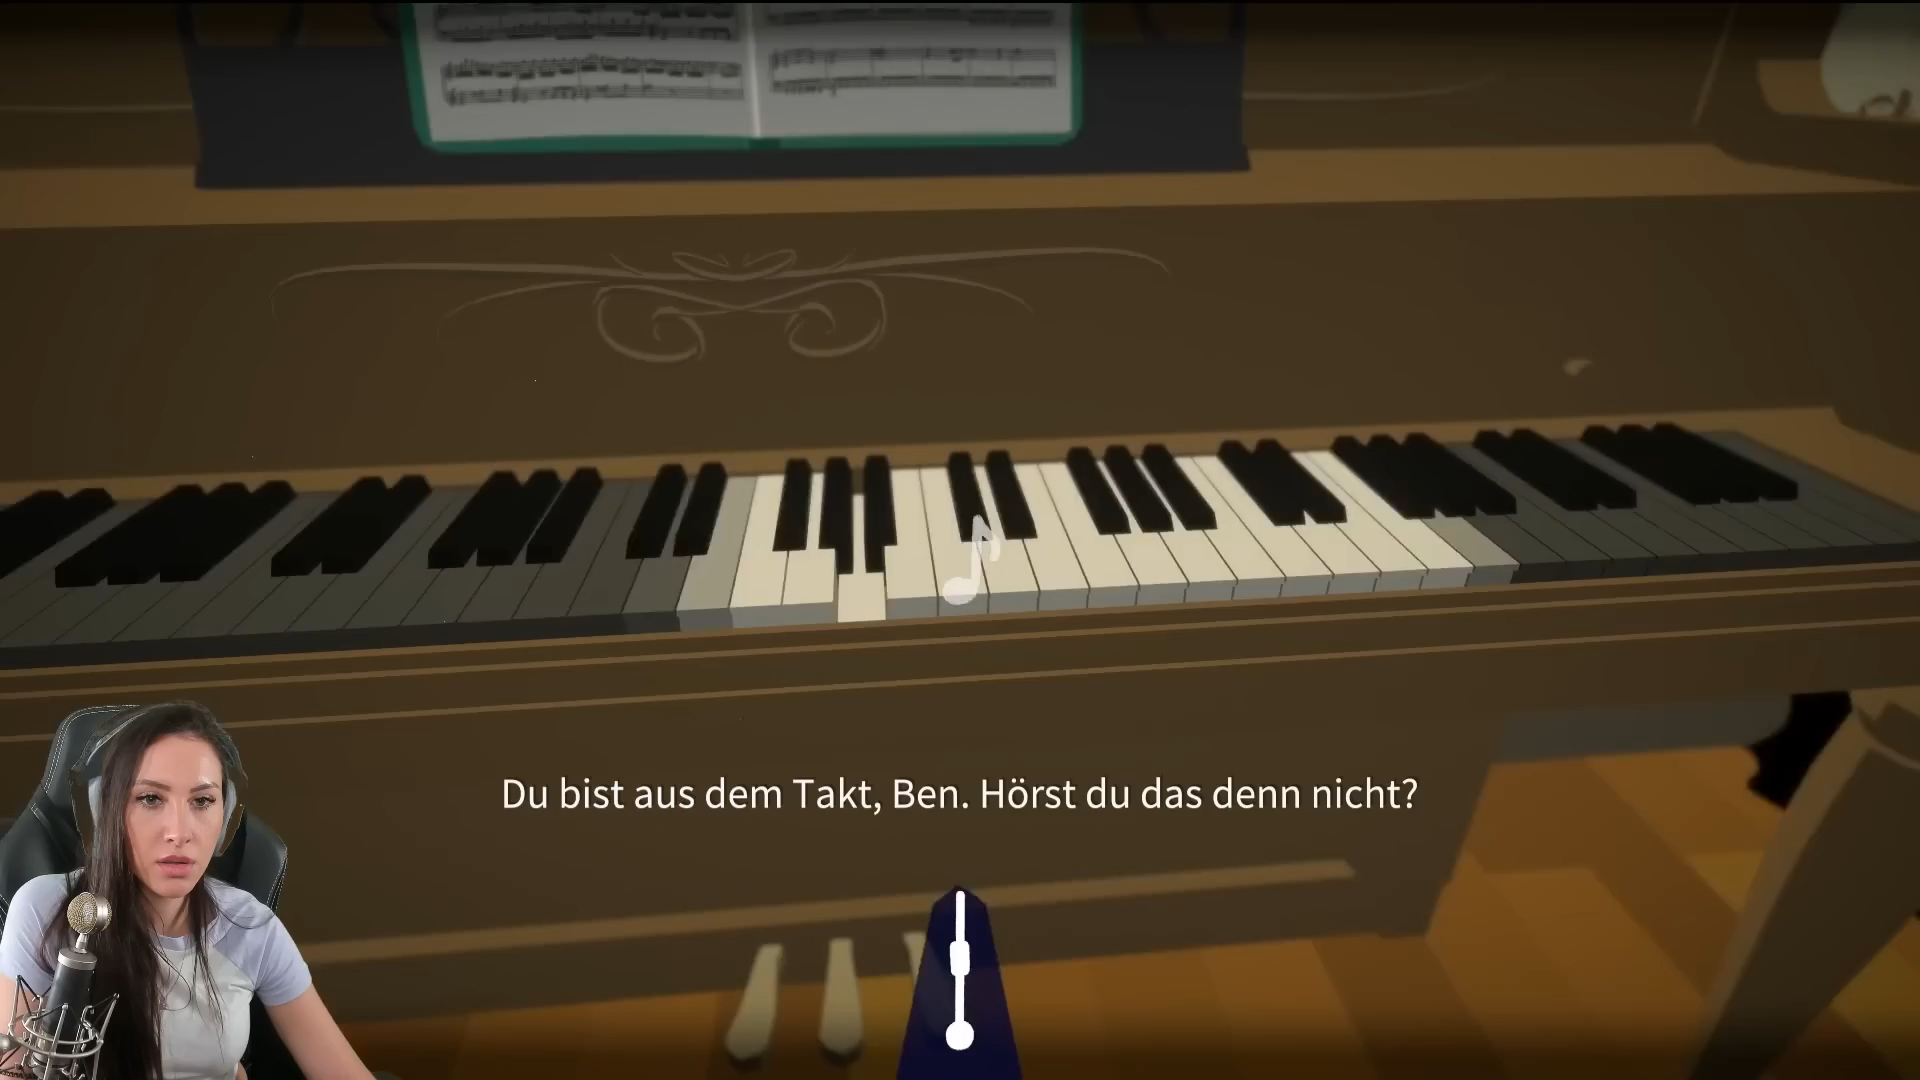 Du bist aus dem Takt, Ben. Hörst du das denn nicht?